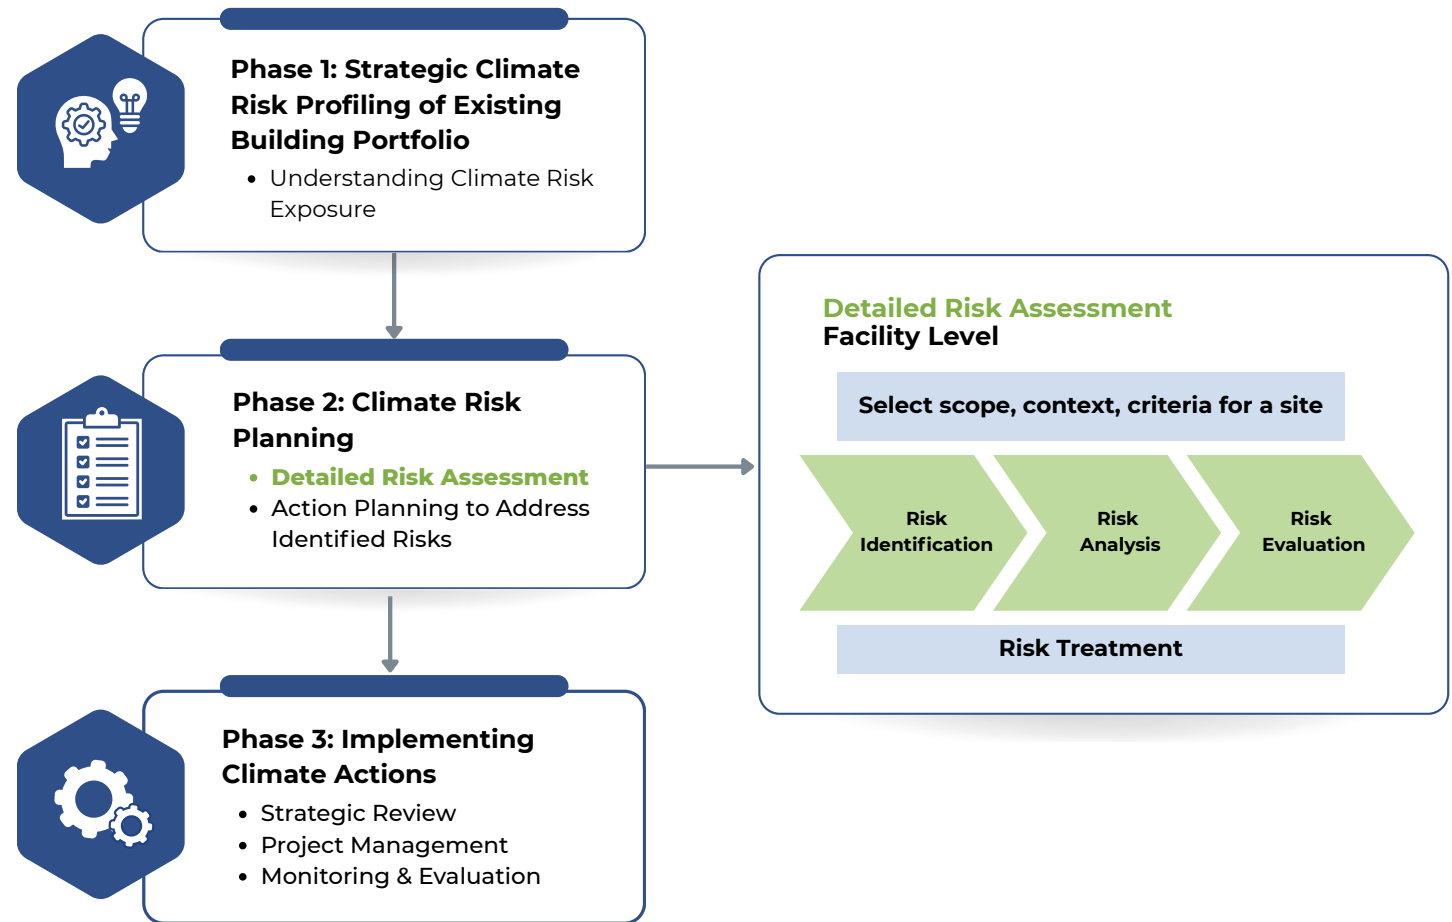 Phase 1: Strategic Climate
Risk Profiling of Existing
Building Portfolio
• Understanding Climate Risk
Exposure
Phase 2: Climate Risk
Planning
• Detailed Risk Assessment
• Action Planning to Address
Identified Risks
Phase 3: Implementing
Climate Actions
• Strategic Review
• Project Management
• Monitoring & Evaluation
Detailed Risk Assessment
Facility Level
Select scope, context, criteria for a site
Risk
Identification
Risk
Analysis
Risk
Evaluation
Risk Treatment